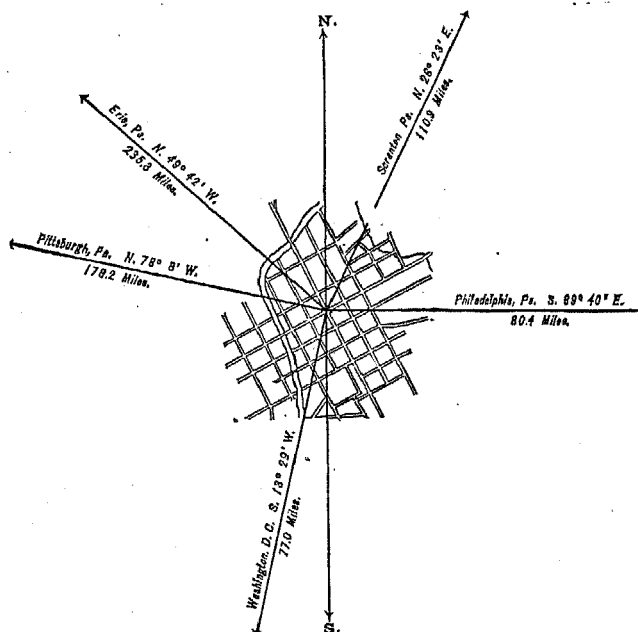 N.
Scranton Pa. N. 26° 23' E.
110.9 Miles.
Erie, Pa. N. 49° 42' W.
235.3 Miles.
Pittsburgh, Pa. N. 78° 8' W.
178.2 Miles.
Philadelphia, Pa. S. 89° 40' E.
80.4 Miles.
Washington D. C. S. 13° 29' W.
77.0 Miles.
S.